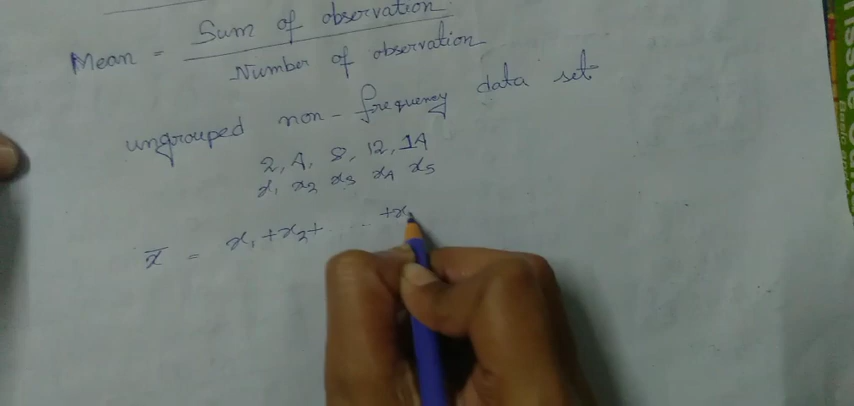 Mean = Sum of observation / Number of observation
ungrouped non-frequency data set
2, 4, 8, 12, 14
x₁ x₂ x₃ x₄ x₅
x̄ = x₁ + x₂ + ... + x
Tissue